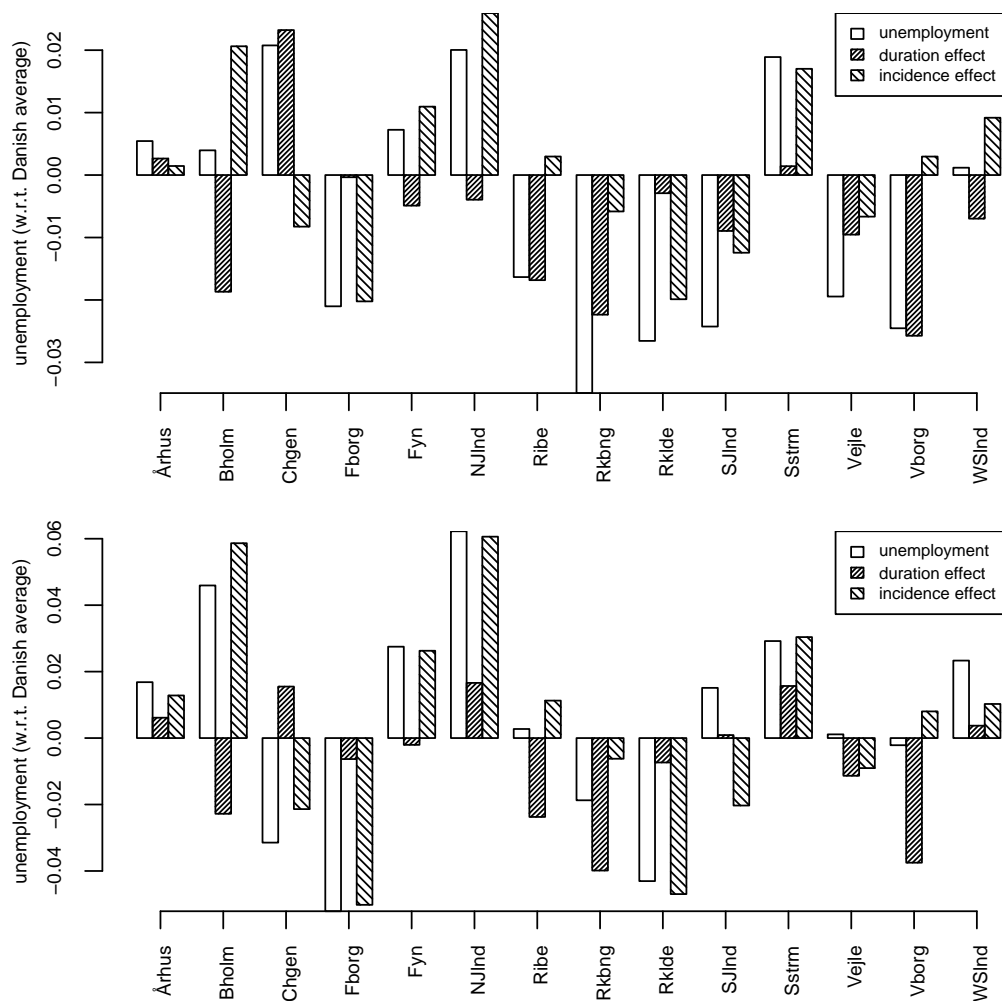 unemployment (w.r.t. Danish average)
0.02
0.01
0.00
−0.01
−0.03
unemployment
duration effect
incidence effect
Århus
Bholm
Chgen
Fborg
Fyn
NJlnd
Ribe
Rkbng
Rklde
SJlnd
Sstrm
Vejle
Vborg
WSlnd
unemployment (w.r.t. Danish average)
0.06
0.04
0.02
0.00
−0.02
−0.04
unemployment
duration effect
incidence effect
Århus
Bholm
Chgen
Fborg
Fyn
NJlnd
Ribe
Rkbng
Rklde
SJlnd
Sstrm
Vejle
Vborg
WSlnd